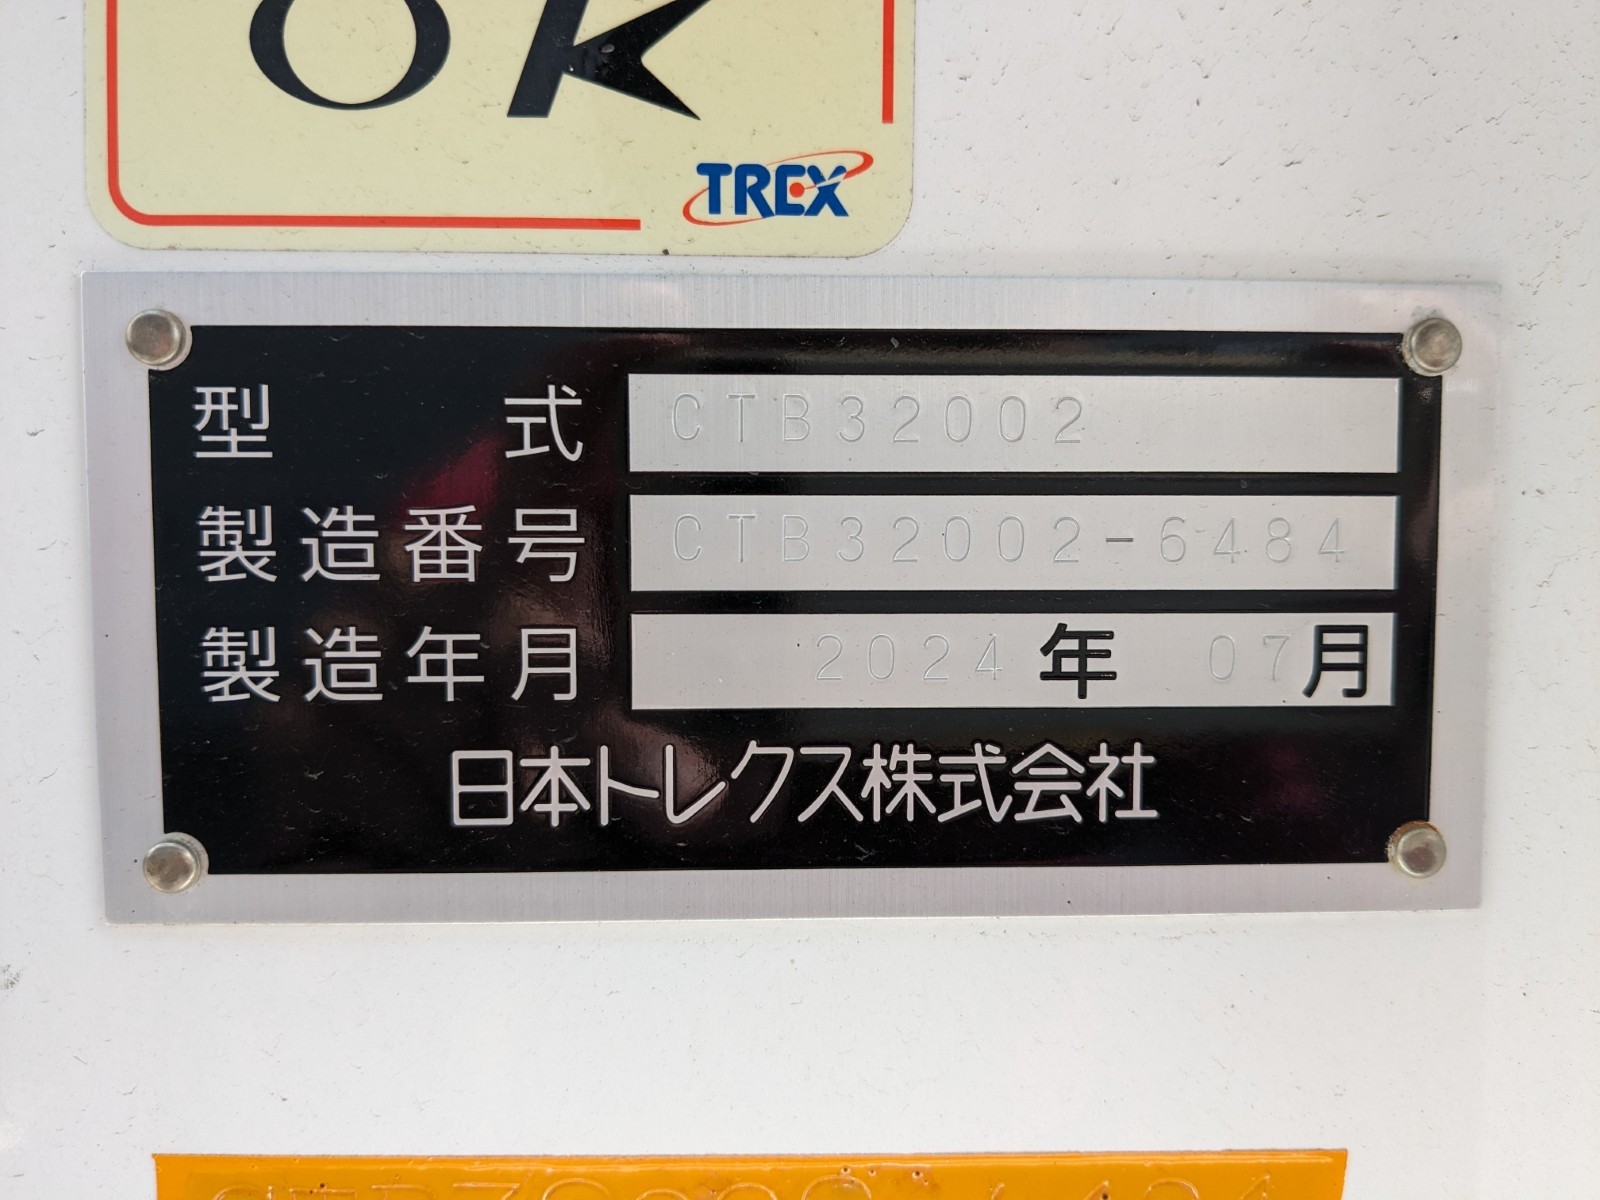 OK
TREX
型式 CTB32002
製造番号 CTB32002-6484
製造年月 2024年 07月
日本トレクス株式会社